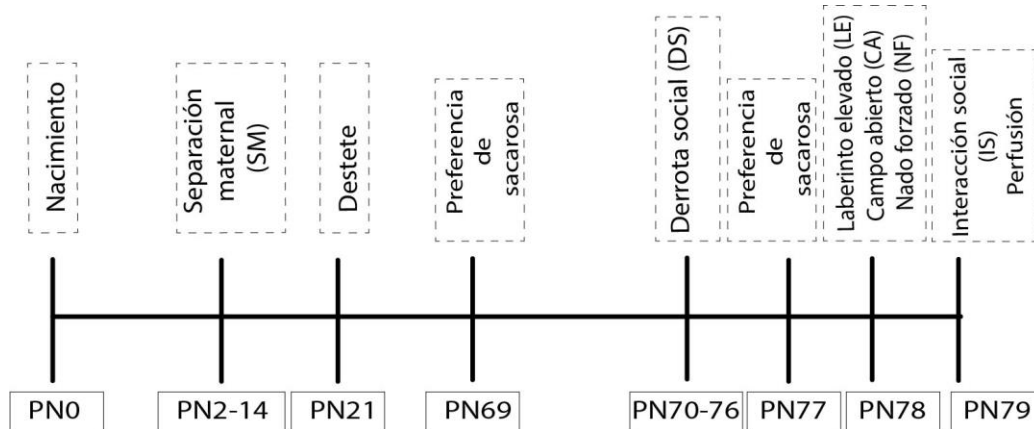 Nacimiento
Separación
maternal
(SM)
Destete
Preferencia
de
sacarosa
Derrota social (DS)
Preferencia
de
sacarosa
Laberinto elevado (LE)
Campo abierto (CA)
Nado forzado (NF)
Interacción social
(IS)
Perfusión
PN0
PN2-14
PN21
PN69
PN70-76
PN77
PN78
PN79